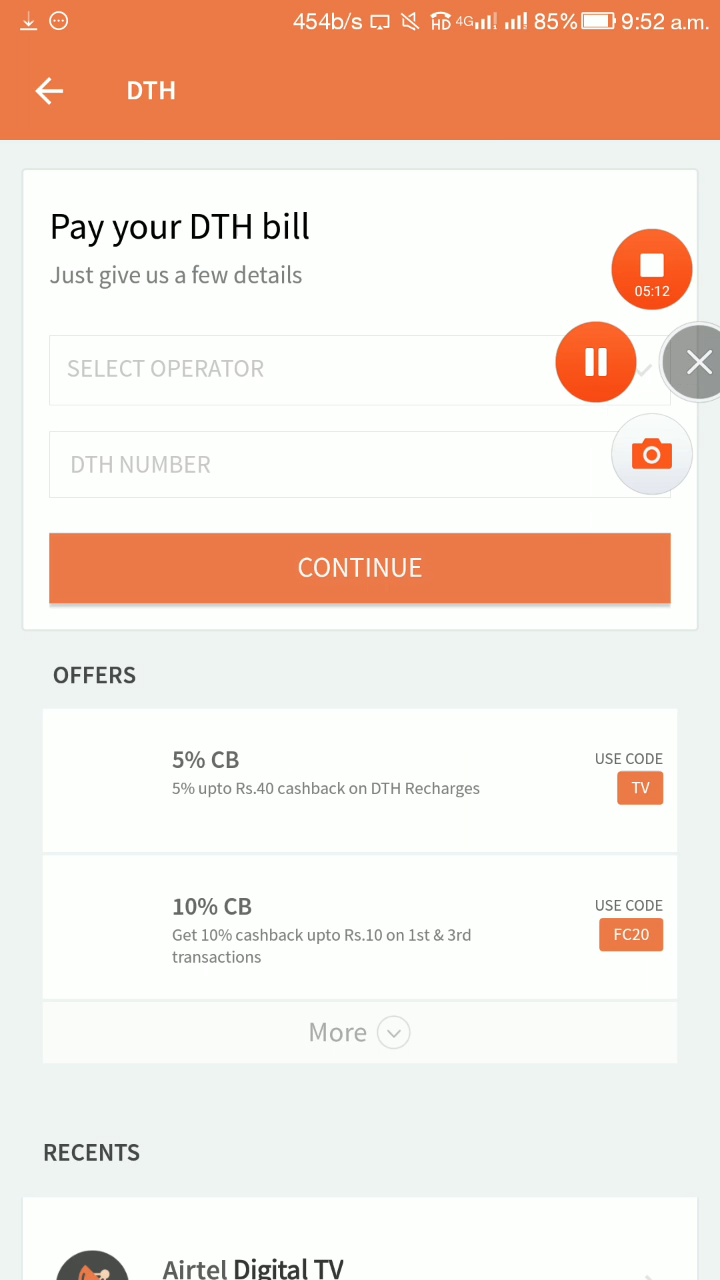 454b/s HD 4G 85% 9:52 a.m.
DTH
Pay your DTH bill
Just give us a few details
05:12
SELECT OPERATOR
DTH NUMBER
CONTINUE
OFFERS
5% CB
5% upto Rs.40 cashback on DTH Recharges
USE CODE
TV
10% CB
Get 10% cashback upto Rs.10 on 1st & 3rd
transactions
USE CODE
FC20
More
RECENTS
Airtel Digital TV